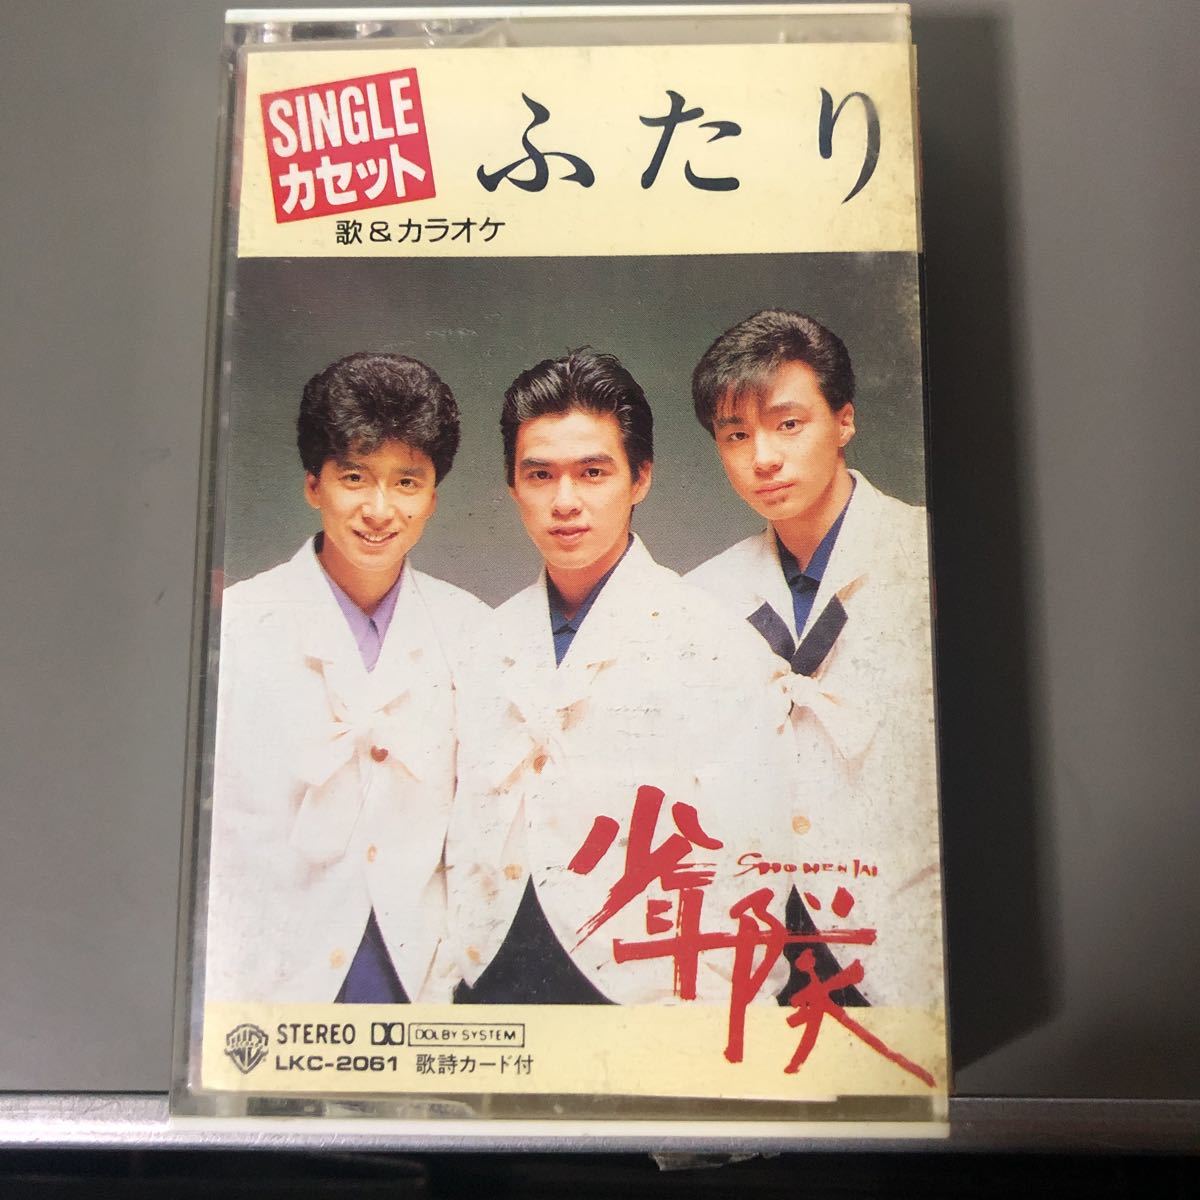 SINGLE
カセット
ふたり
歌&カラオケ
SHONENTAI
少年隊
STEREO DOLBY SYSTEM
LKC-2061 歌詩カード付